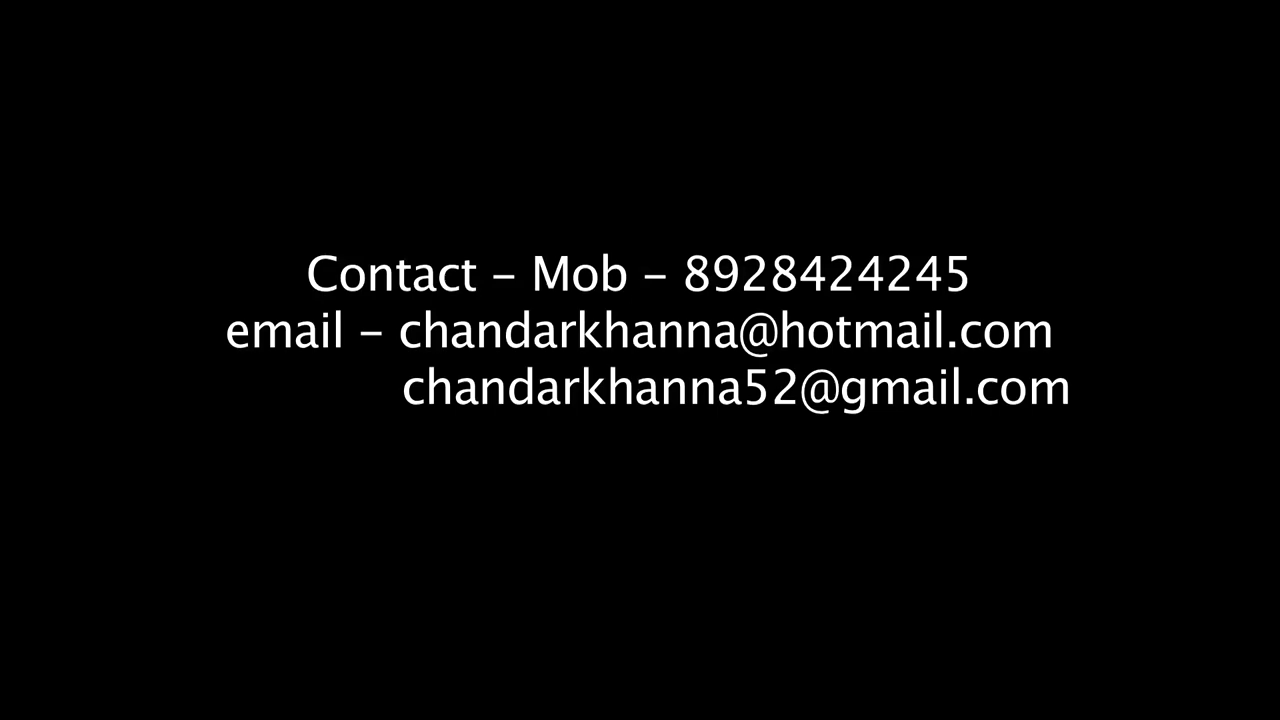 Contact – Mob – 8928424245
email – chandarkhanna@hotmail.com
chandarkhanna52@gmail.com